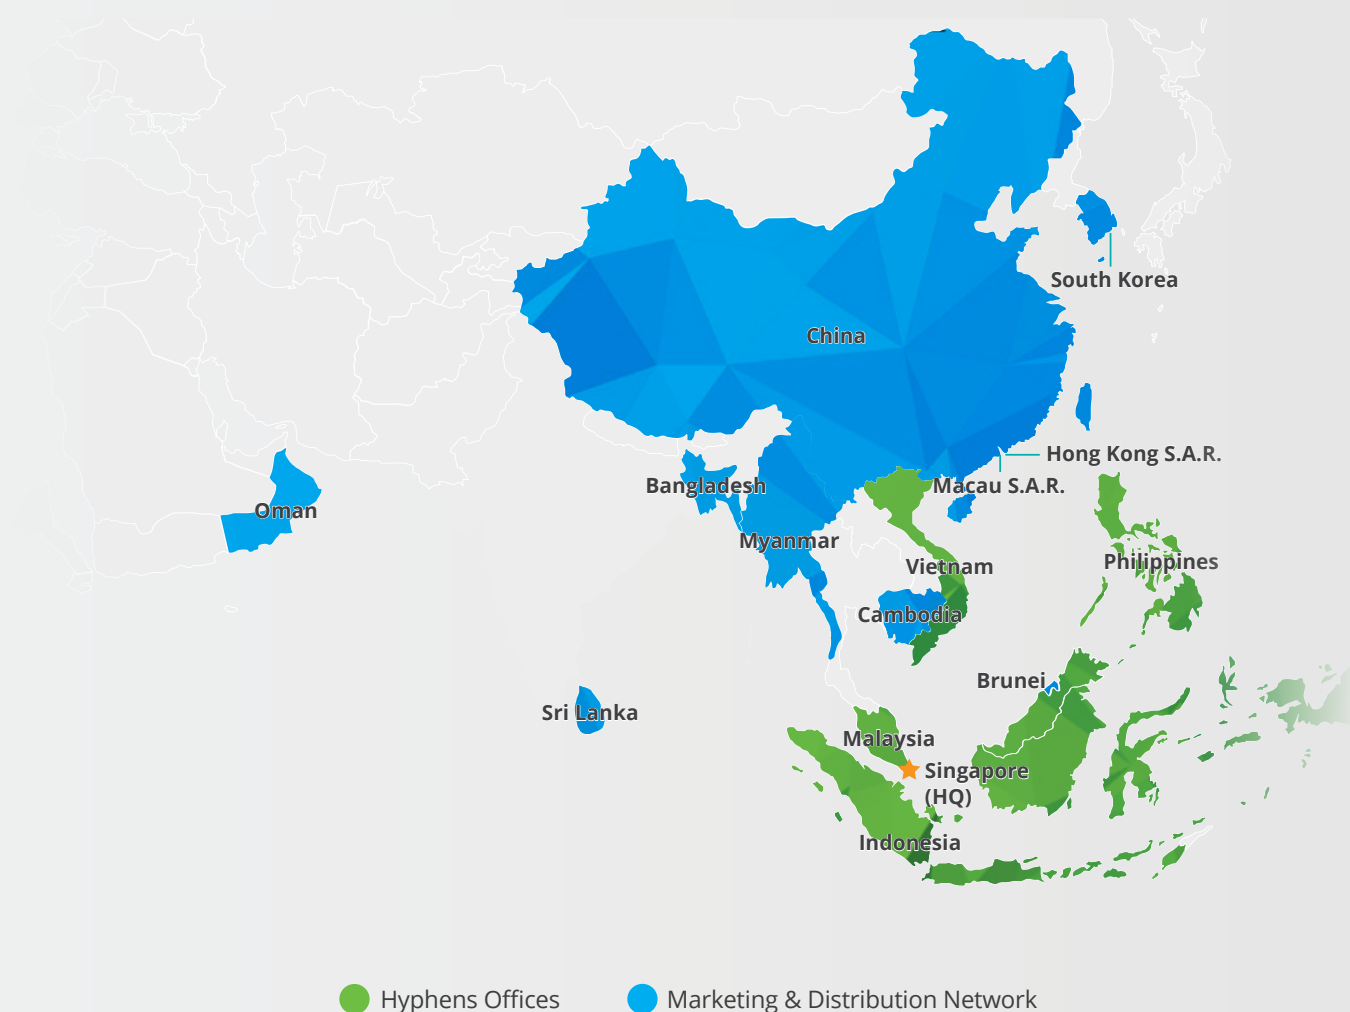 South Korea
China
Hong Kong S.A.R.
Bangladesh
Macau S.A.R.
Oman
Myanmar
Vietnam
Philippines
Cambodia
Brunei
Sri Lanka
Malaysia
Singapore
(HQ)
Indonesia
Hyphens Offices
Marketing & Distribution Network